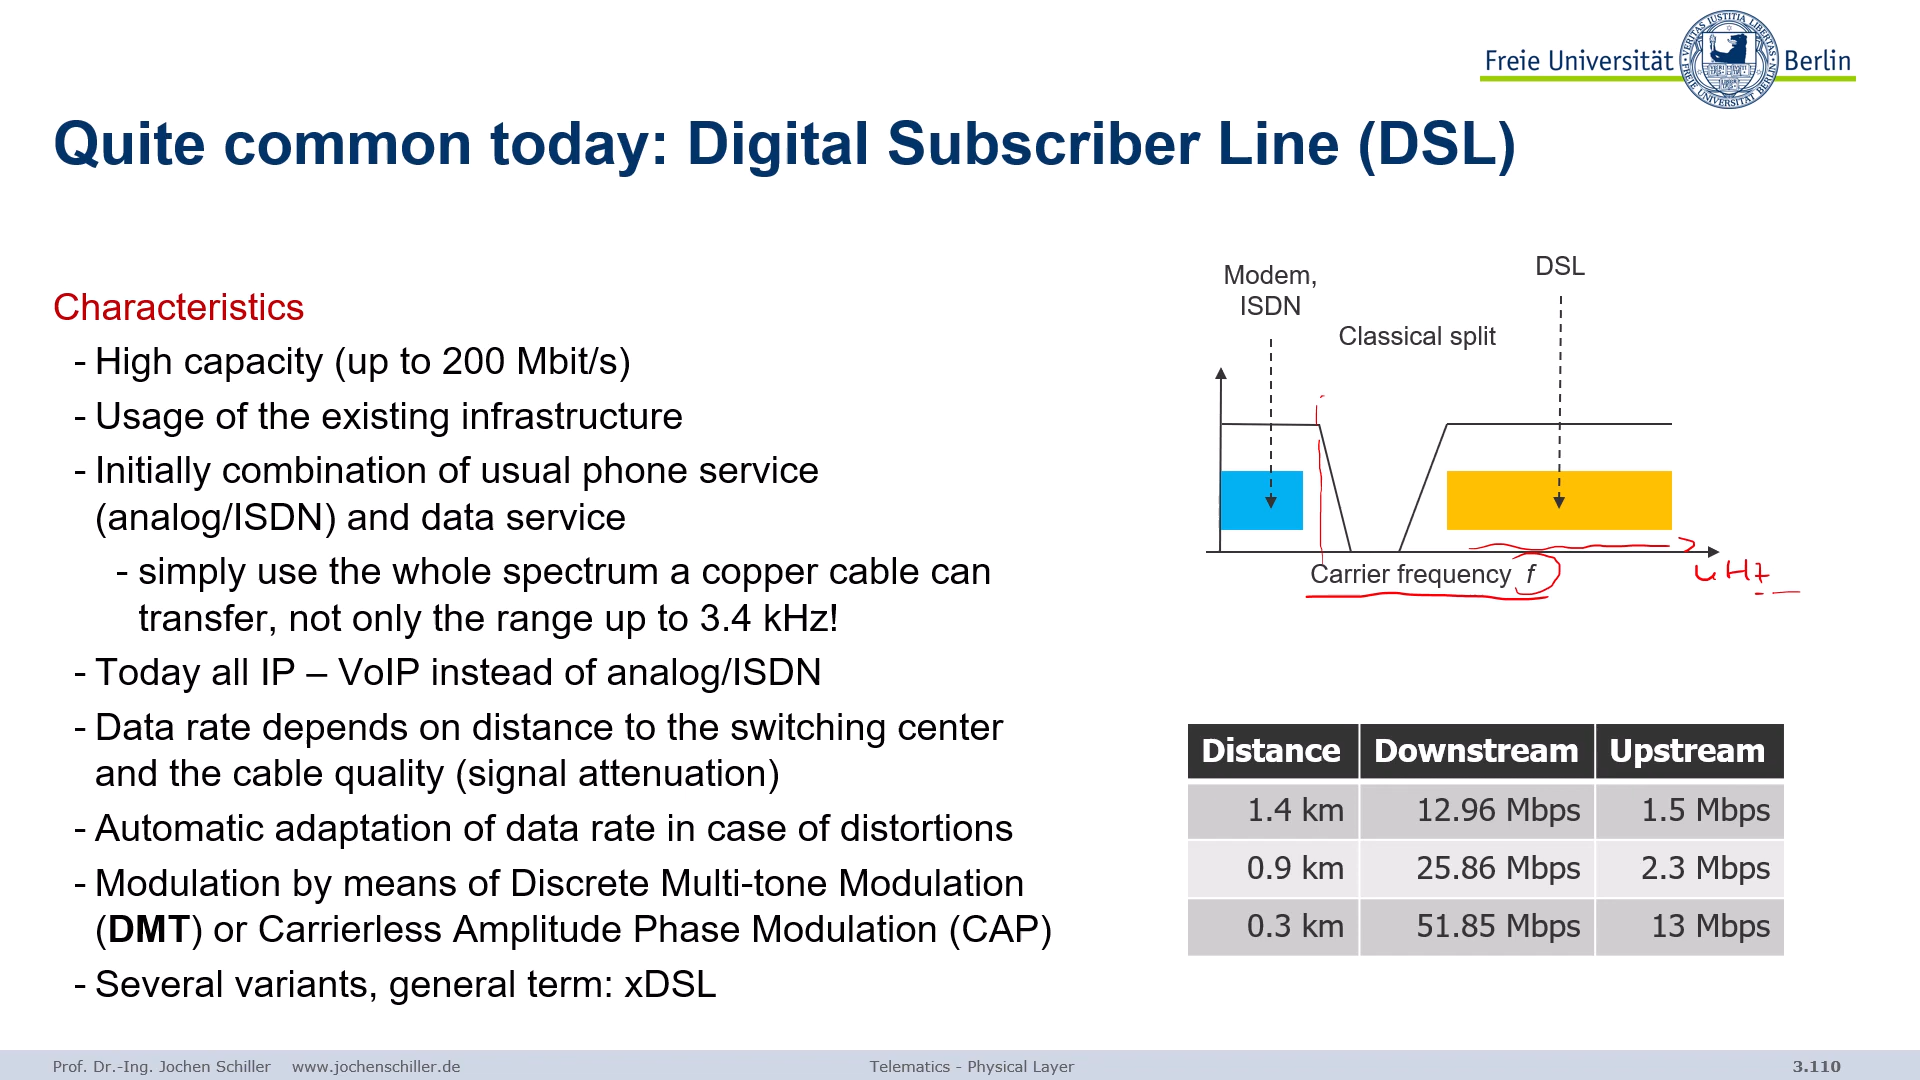 Freie Universität Berlin
Quite common today: Digital Subscriber Line (DSL)
Characteristics
- High capacity (up to 200 Mbit/s)
- Usage of the existing infrastructure
- Initially combination of usual phone service
(analog/ISDN) and data service
- simply use the whole spectrum a copper cable can
transfer, not only the range up to 3.4 kHz!
- Today all IP – VoIP instead of analog/ISDN
- Data rate depends on distance to the switching center
and the cable quality (signal attenuation)
- Automatic adaptation of data rate in case of distortions
- Modulation by means of Discrete Multi-tone Modulation
(DMT) or Carrierless Amplitude Phase Modulation (CAP)
- Several variants, general term: xDSL
Modem,
ISDN
DSL
Classical split
Carrier frequency f
Distance Downstream Upstream
1.4 km 12.96 Mbps 1.5 Mbps
0.9 km 25.86 Mbps 2.3 Mbps
0.3 km 51.85 Mbps 13 Mbps
Prof. Dr.-Ing. Jochen Schiller www.jochenschiller.de Telematics - Physical Layer 3.110